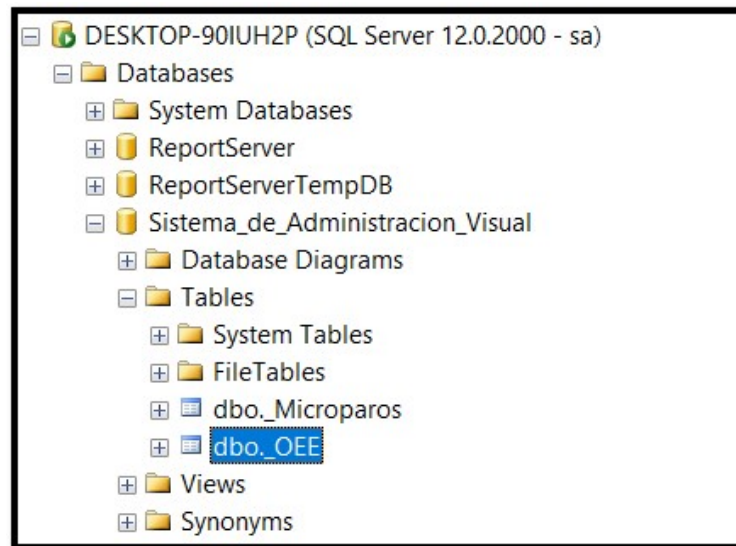 DESKTOP-90IUH2P (SQL Server 12.0.2000 - sa)
Databases
System Databases
ReportServer
ReportServerTempDB
Sistema_de_Administracion_Visual
Database Diagrams
Tables
System Tables
FileTables
dbo._Microparos
dbo._OEE
Views
Synonyms